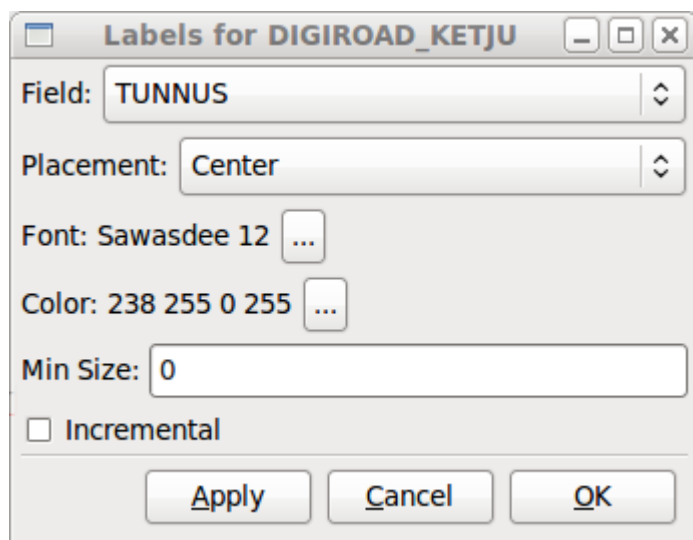 Labels for DIGIROAD_KETJU
Field: TUNNUS
Placement: Center
Font: Sawasdee 12 ...
Color: 238 255 0 255 ...
Min Size: 0
Incremental
Apply Cancel OK